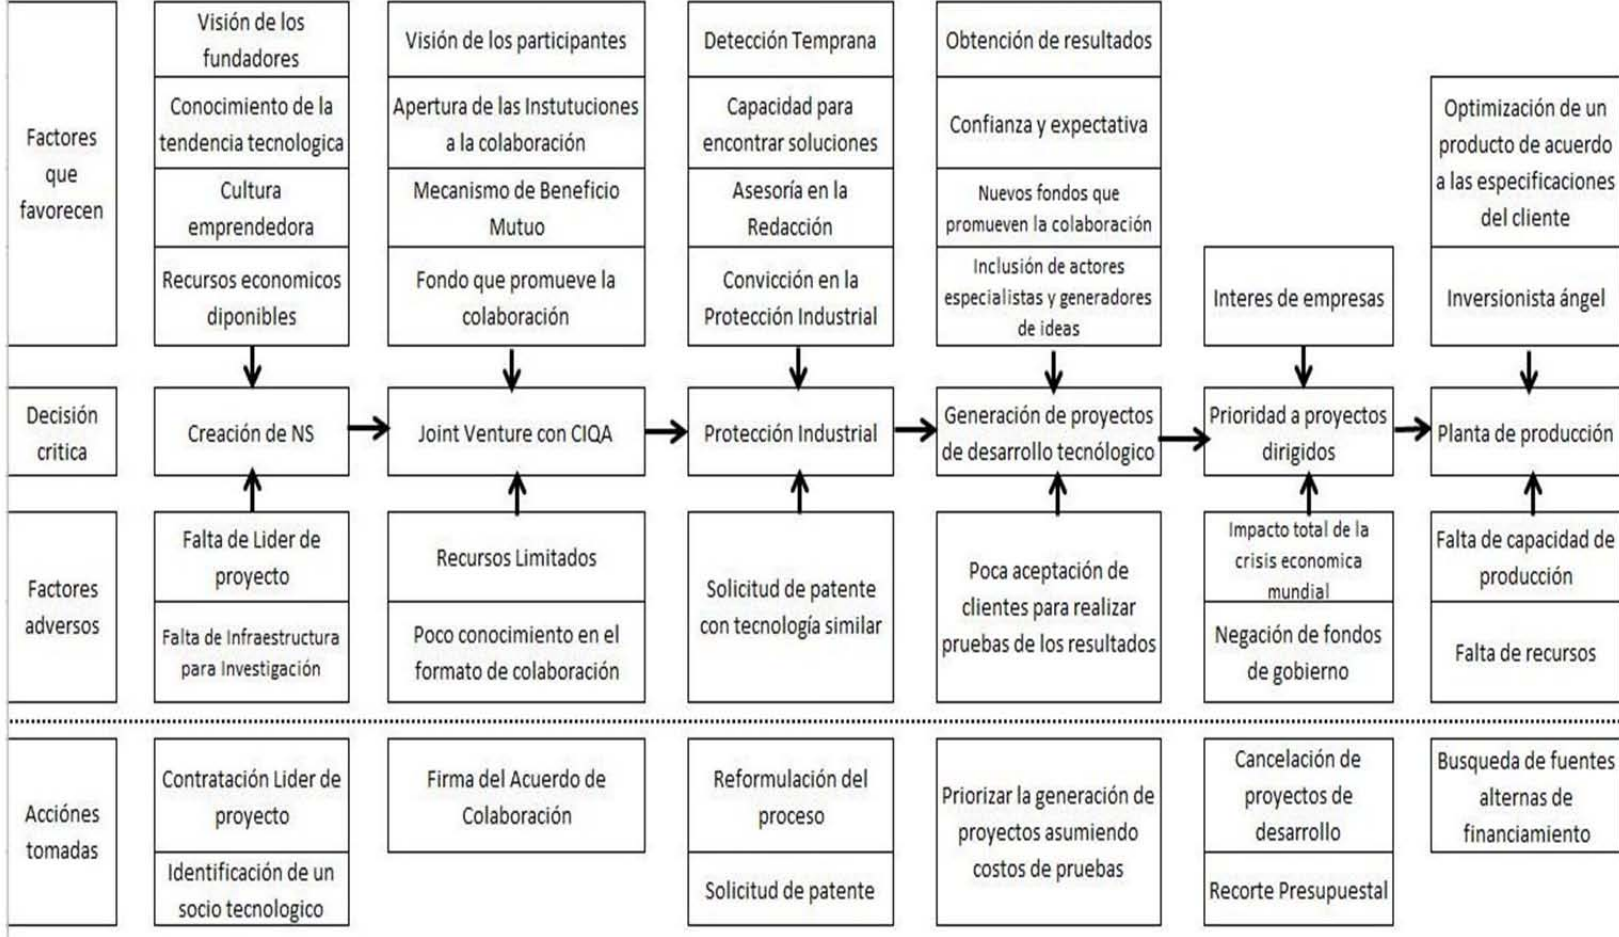 Factores
que
favorecen
Visión de los
fundadores
Conocimiento de la
tendencia tecnologica
Cultura
emprendedora
Recursos economicos
diponibles
Visión de los participantes
Apertura de las Instutuciones
a la colaboración
Mecanismo de Beneficio
Mutuo
Fondo que promueve la
colaboración
Detección Temprana
Capacidad para
encontrar soluciones
Asesoría en la
Redacción
Convicción en la
Protección Industrial
Obtención de resultados
Confianza y expectativa
Nuevos fondos que
promueven la colaboración
Inclusión de actores
especialistas y generadores
de ideas
Interes de empresas
Optimización de un
producto de acuerdo
a las especificaciones
del cliente
Inversionista ángel
Decisión
critica
Creación de NS
Joint Venture con CIQA
Protección Industrial
Generación de proyectos
de desarrollo tecnólogico
Prioridad a proyectos
dirigidos
Planta de producción
Factores
adversos
Falta de Lider de
proyecto
Falta de Infraestructura
para Investigación
Recursos Limitados
Poco conocimiento en el
formato de colaboración
Solicitud de patente
con tecnología similar
Poca aceptación de
clientes para realizar
pruebas de los resultados
Impacto total de la
crisis economica
mundial
Negación de fondos
de gobierno
Falta de capacidad de
producción
Falta de recursos
Acciónes
tomadas
Contratación Lider de
proyecto
Identificación de un
socio tecnologico
Firma del Acuerdo de
Colaboración
Reformulación del
proceso
Solicitud de patente
Priorizar la generación de
proyectos asumiendo
costos de pruebas
Cancelación de
proyectos de
desarrollo
Recorte Presupuestal
Busqueda de fuentes
alternas de
financiamiento